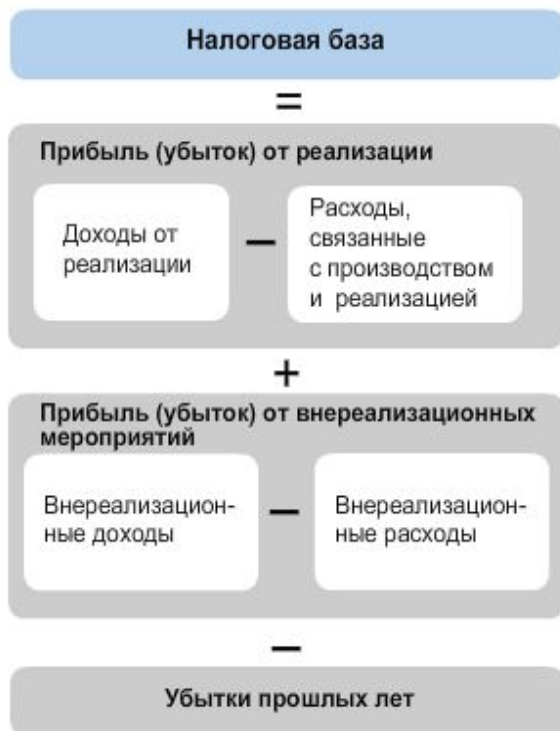 Налоговая база
=
Прибыль (убыток) от реализации
Доходы от
реализации
–
Расходы,
связанные
с производством
и реализацией
+
Прибыль (убыток) от внереализационных
мероприятий
Внереализацион-
ные доходы
–
Внереализацион-
ные расходы
–
Убытки прошлых лет